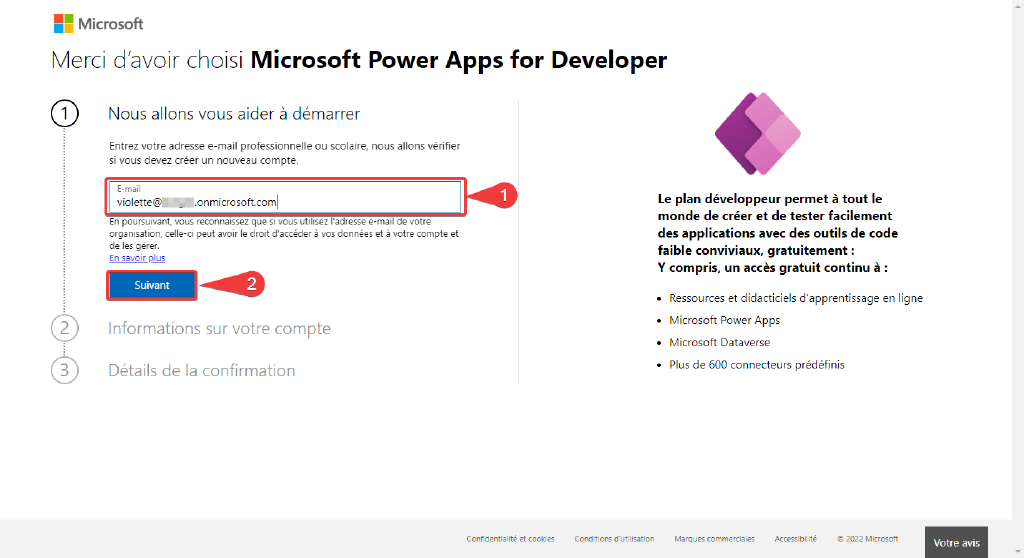 Microsoft
Merci d'avoir choisi Microsoft Power Apps for Developer
1
Nous allons vous aider à démarrer
Entrez votre adresse e-mail professionnelle ou scolaire, nous allons vérifier
si vous devez créer un nouveau compte.
E-mail
violette@ .onmicrosoft.com
1
En poursuivant, vous reconnaissez que si vous utilisez l'adresse e-mail de votre
organisation, celle-ci peut avoir le droit d'accéder à vos données et à votre compte et
de les gérer.
En savoir plus
Suivant
2
2
Informations sur votre compte
3
Détails de la confirmation
Le plan développeur permet à tout le
monde de créer et de tester facilement
des applications avec des outils de code
faible conviviaux, gratuitement :
Y compris, un accès gratuit continu à :
• Ressources et didacticiels d'apprentissage en ligne
• Microsoft Power Apps
• Microsoft Dataverse
• Plus de 600 connecteurs prédéfinis
Confidentialité et cookies Conditions d'utilisation Marques commerciales Accessibilité © 2022 Microsoft
Votre avis